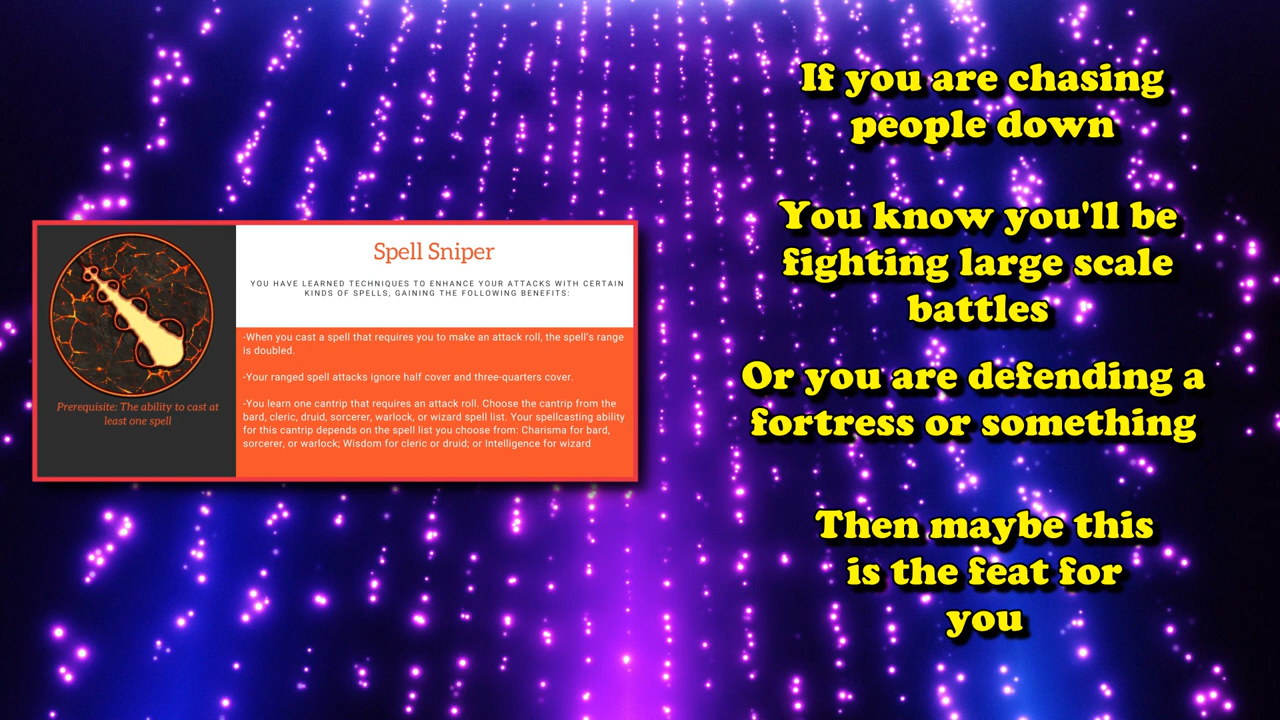 Spell Sniper
YOU HAVE LEARNED TECHNIQUES TO ENHANCE YOUR ATTACKS WITH CERTAIN
KINDS OF SPELLS, GAINING THE FOLLOWING BENEFITS:
-When you cast a spell that requires you to make an attack roll, the spell's range
is doubled.
-Your ranged spell attacks ignore half cover and three-quarters cover.
-You learn one cantrip that requires an attack roll. Choose the cantrip from the
bard, cleric, druid, sorcerer, warlock, or wizard spell list. Your spellcasting ability
for this cantrip depends on the spell list you choose from: Charisma for bard,
sorcerer, or warlock; Wisdom for cleric or druid; or Intelligence for wizard
Prerequisite: The ability to cast at
least one spell
If you are chasing
people down
You know you'll be
fighting large scale
battles
Or you are defending a
fortress or something
Then maybe this
is the feat for
you